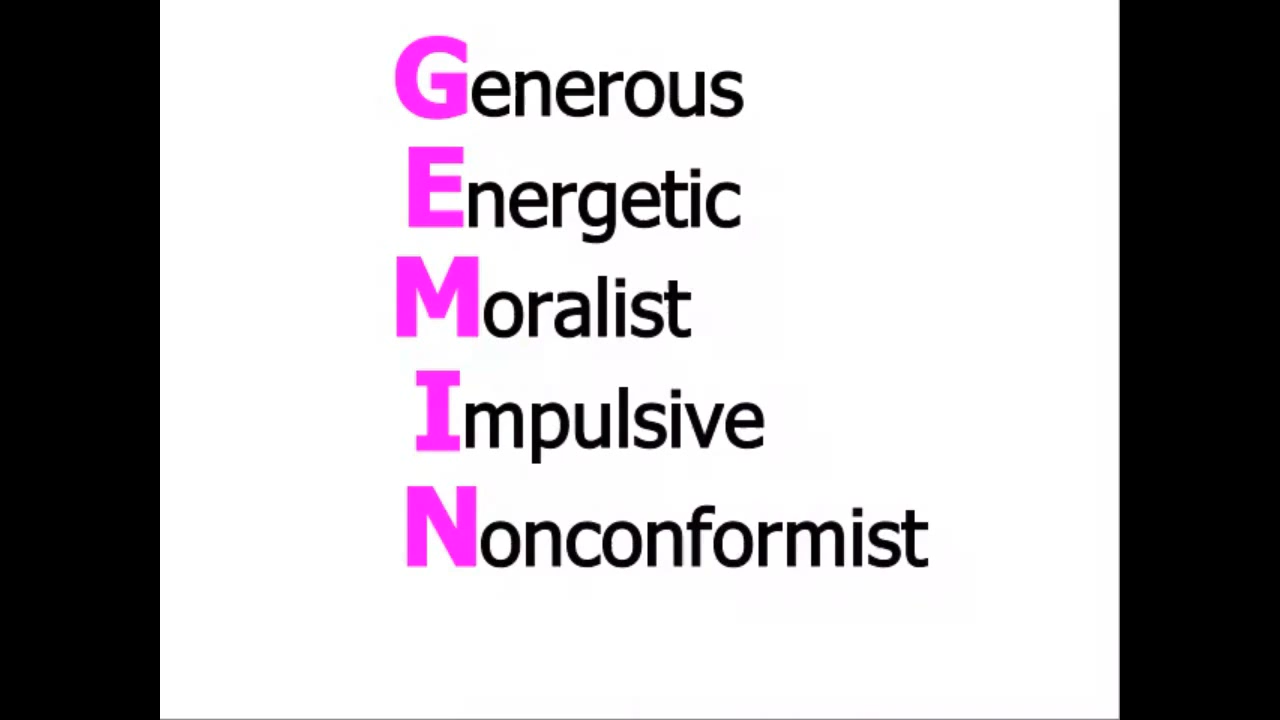 Generous
Energetic
Moralist
Impulsive
Nonconformist